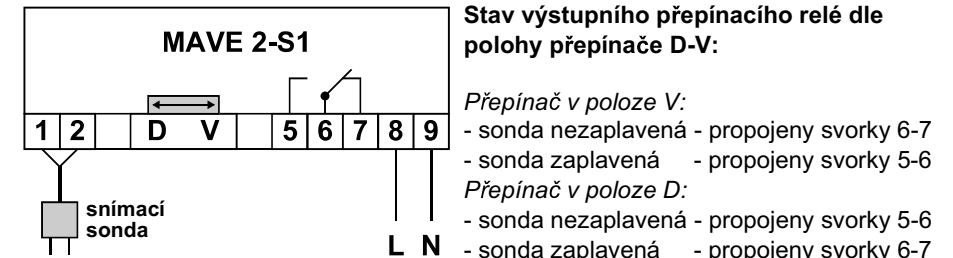 MAVE 2-S1
1 2 D V 5 6 7 8 9
snímací
sonda
L N
Stav výstupního přepínacího relé dle
polohy přepínače D-V:
Přepínač v poloze V:
- sonda nezaplavená - propojeny svorky 6-7
- sonda zaplavená - propojeny svorky 5-6
Přepínač v poloze D:
- sonda nezaplavená - propojeny svorky 5-6
- sonda zaplavená - propojeny svorky 6-7